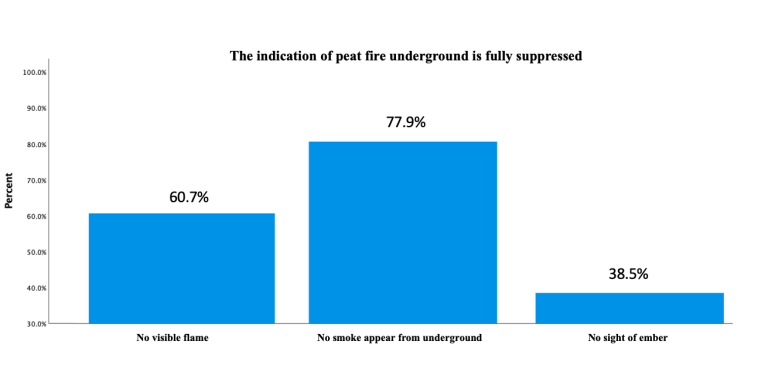 The indication of peat fire underground is fully suppressed
100.0%
90.0%
80.0%
70.0%
60.0%
50.0%
40.0%
30.0%
Percent
60.7%
77.9%
38.5%
No visible flame
No smoke appear from underground
No sight of ember